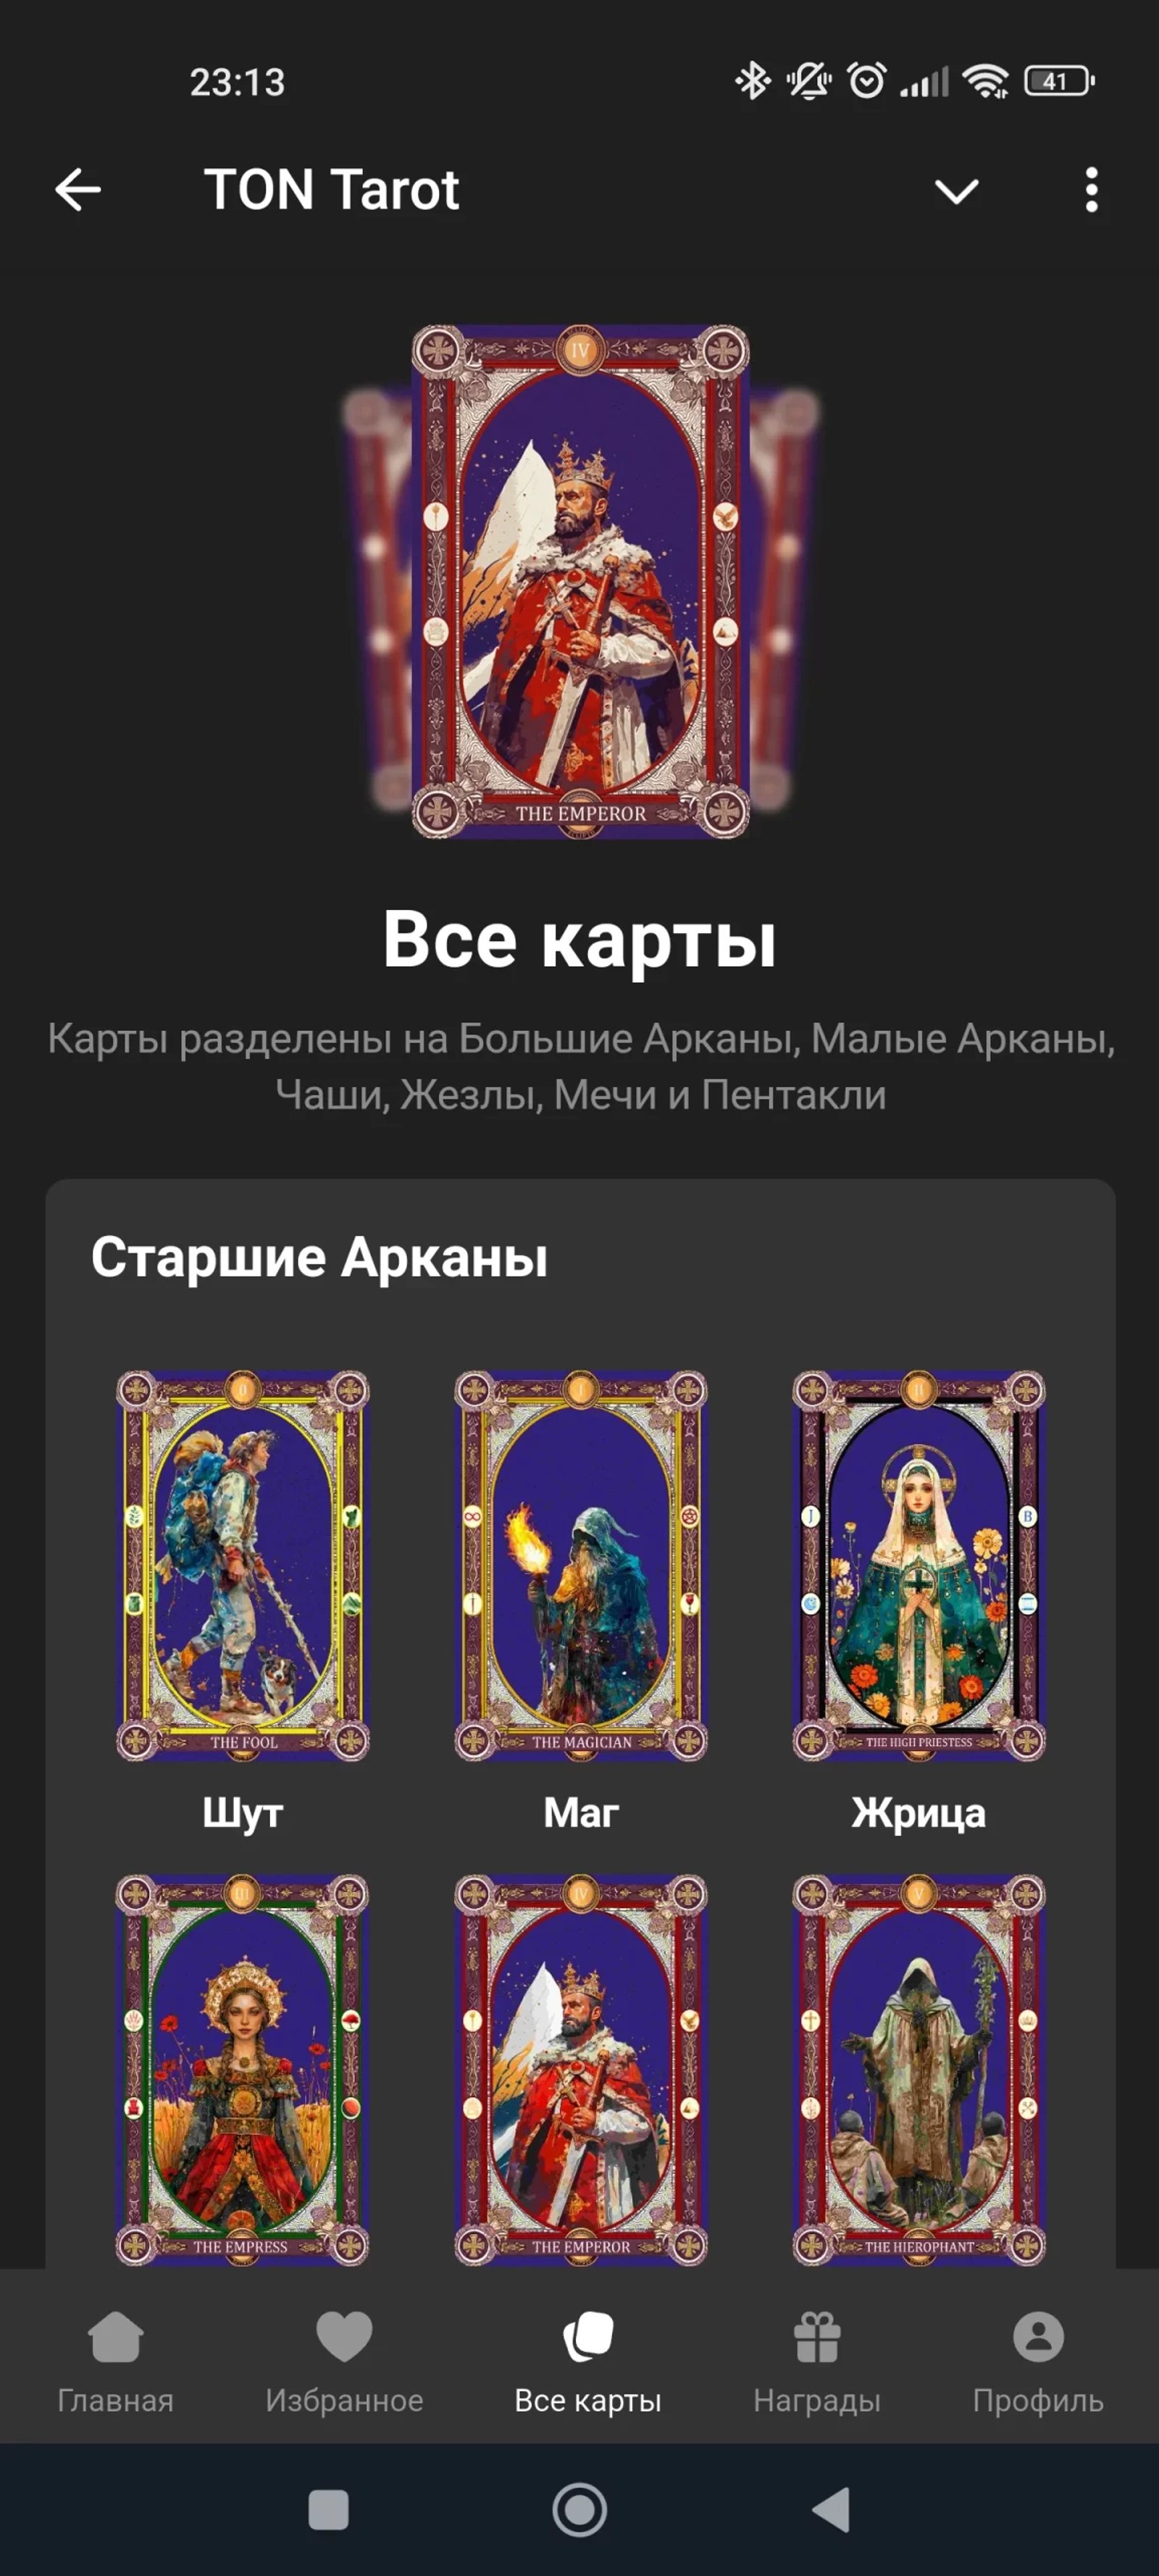 23:13
41
TON Tarot
IV
THE EMPEROR
Все карты
Карты разделены на Большие Арканы, Малые Арканы,
Чаши, Жезлы, Мечи и Пентакли
Старшие Арканы
0 I II
J B
THE FOOL THE MAGICIAN THE HIGH PRIESTESS
Шут Маг Жрица
III IV V
THE EMPRESS THE EMPEROR THE HIEROPHANT
Главная Избранное Все карты Награды Профиль